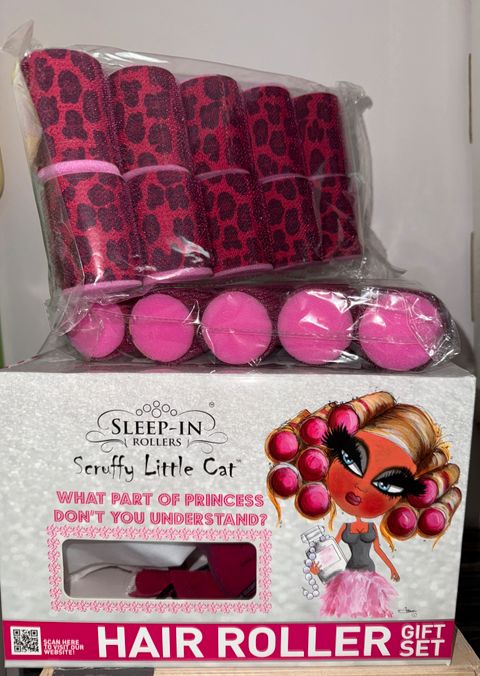 SLEEP-IN ®
ROLLERS
Scruffy Little Cat™
WHAT PART OF PRINCESS
DON'T YOU UNDERSTAND?
SCAN HERE
TO VISIT OUR
WEBSITE!
HAIR ROLLER
GIFT
SET